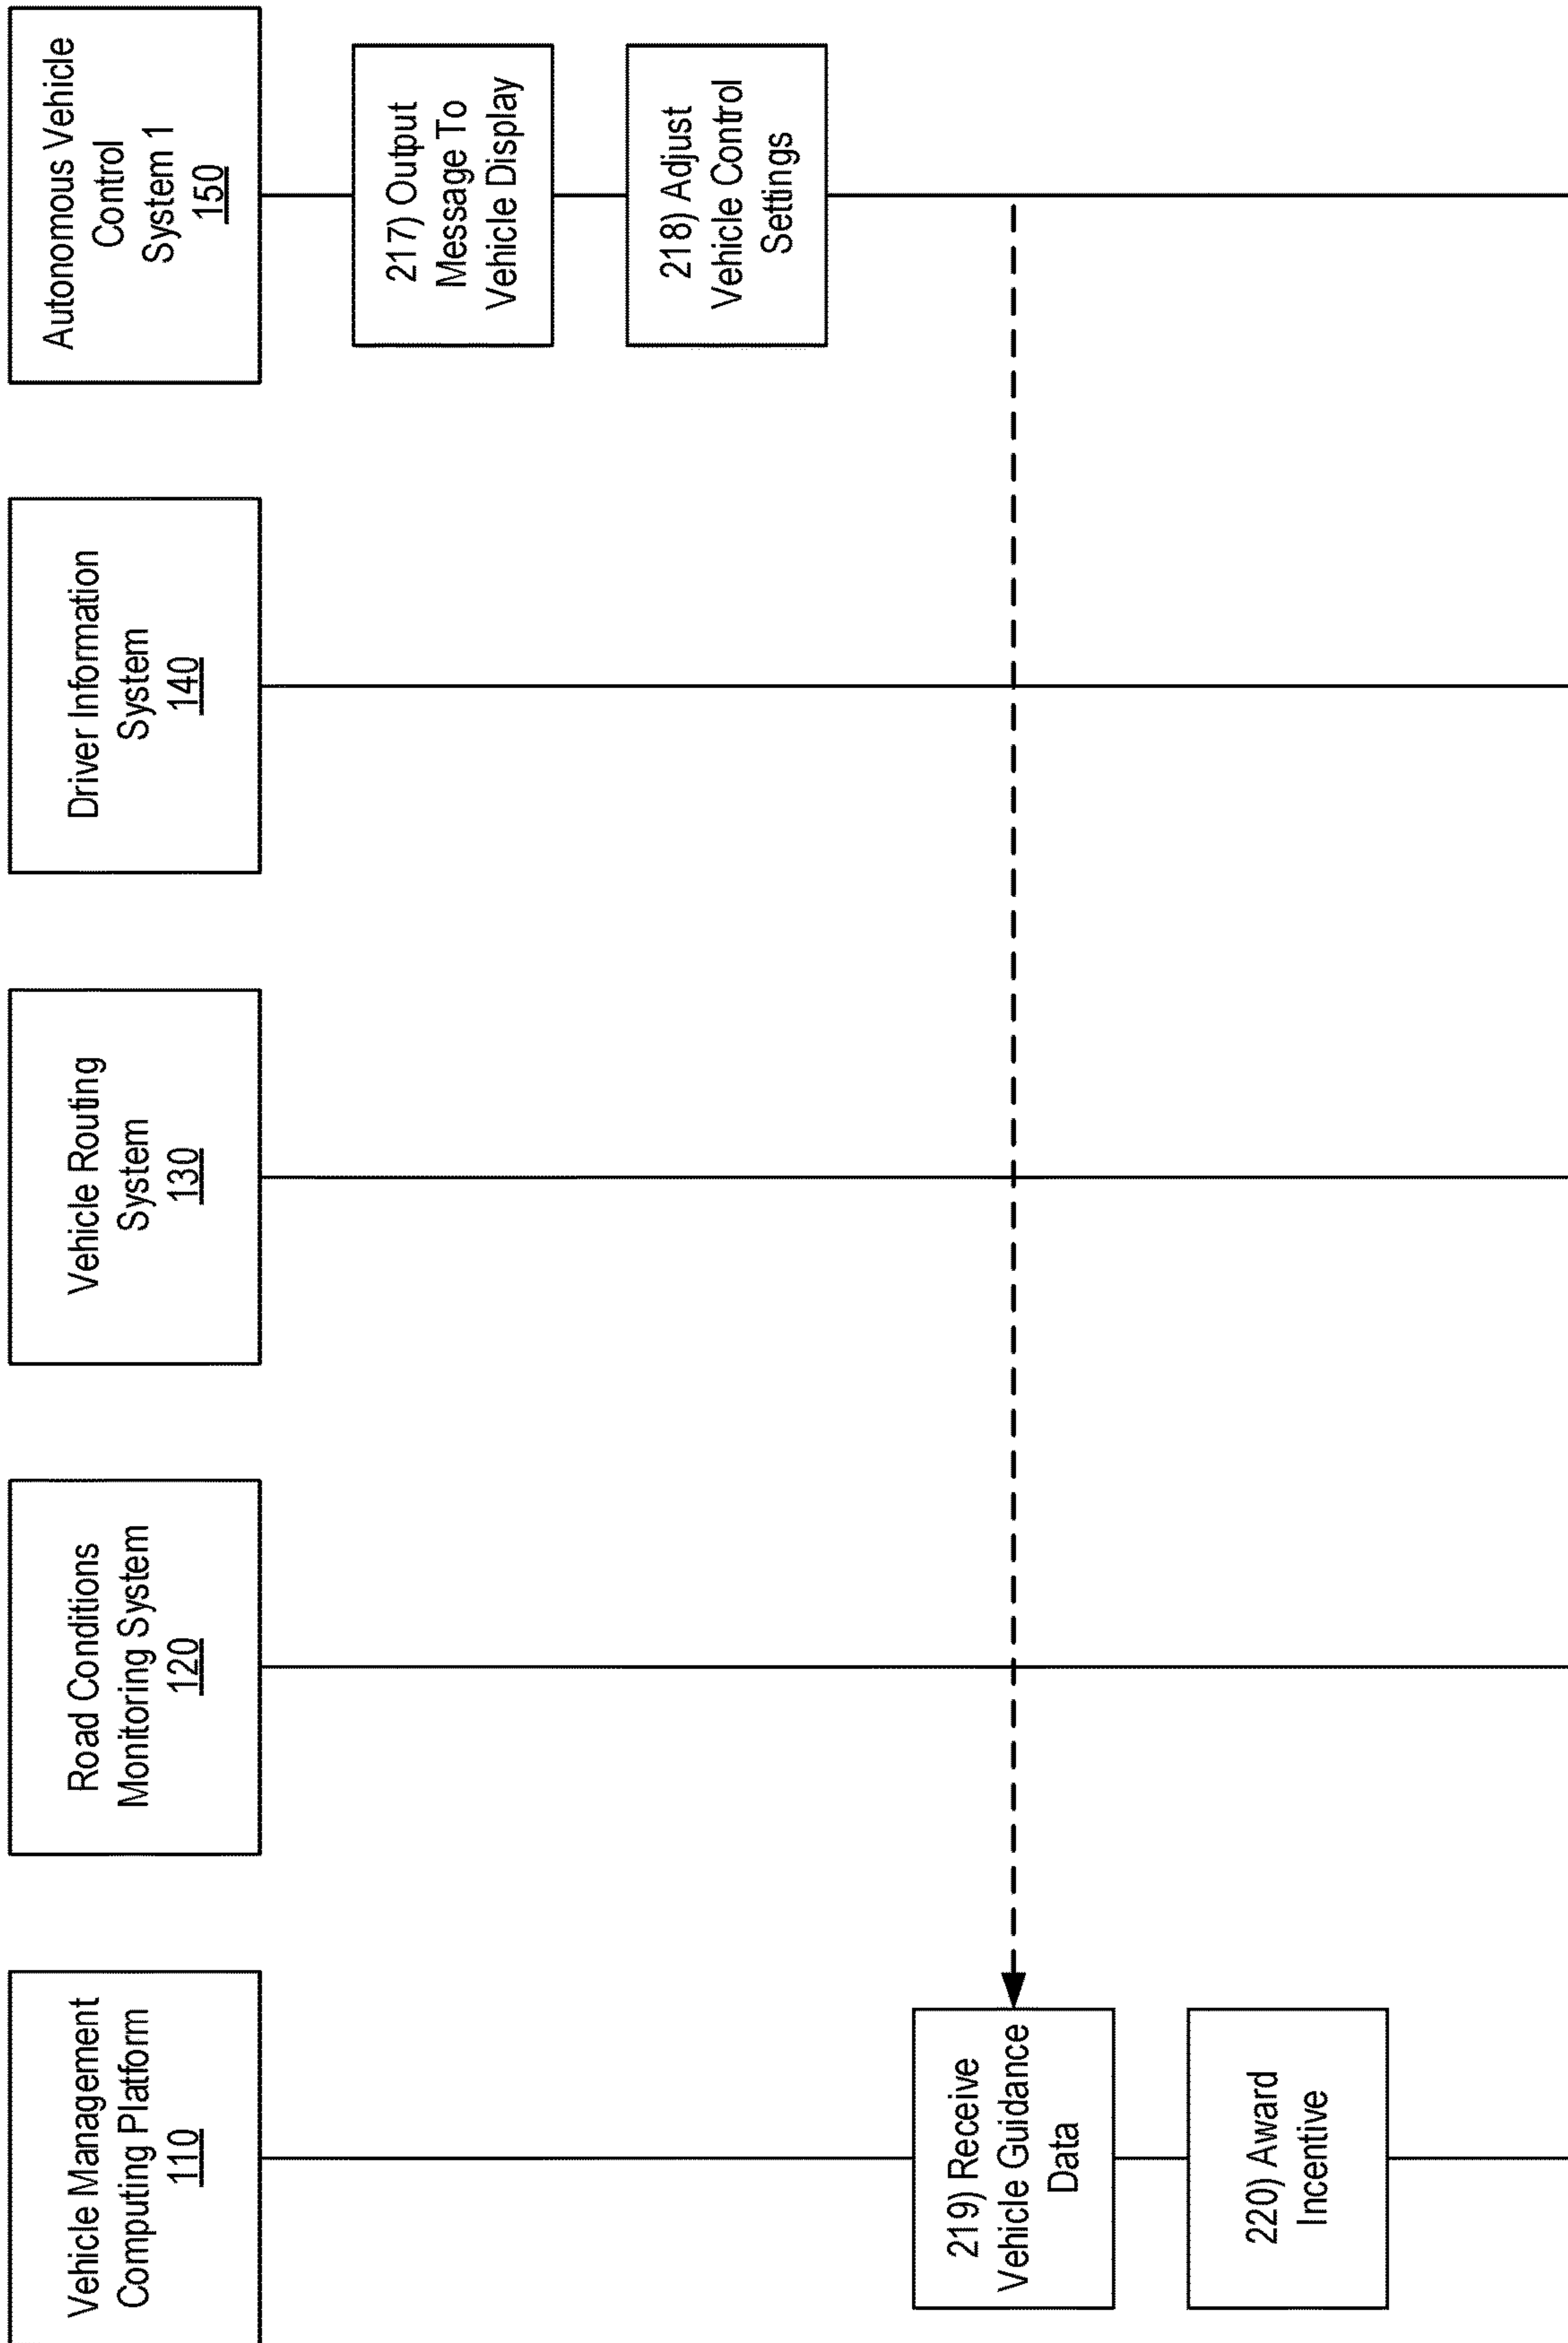 Vehicle Management
Computing Platform
110
Road Conditions
Monitoring System
120
Vehicle Routing
System
130
Driver Information
System
140
Autonomous Vehicle
Control
System 1
150
217) Output
Message To
Vehicle Display
218) Adjust
Vehicle Control
Settings
219) Receive
Vehicle Guidance
Data
220) Award
Incentive